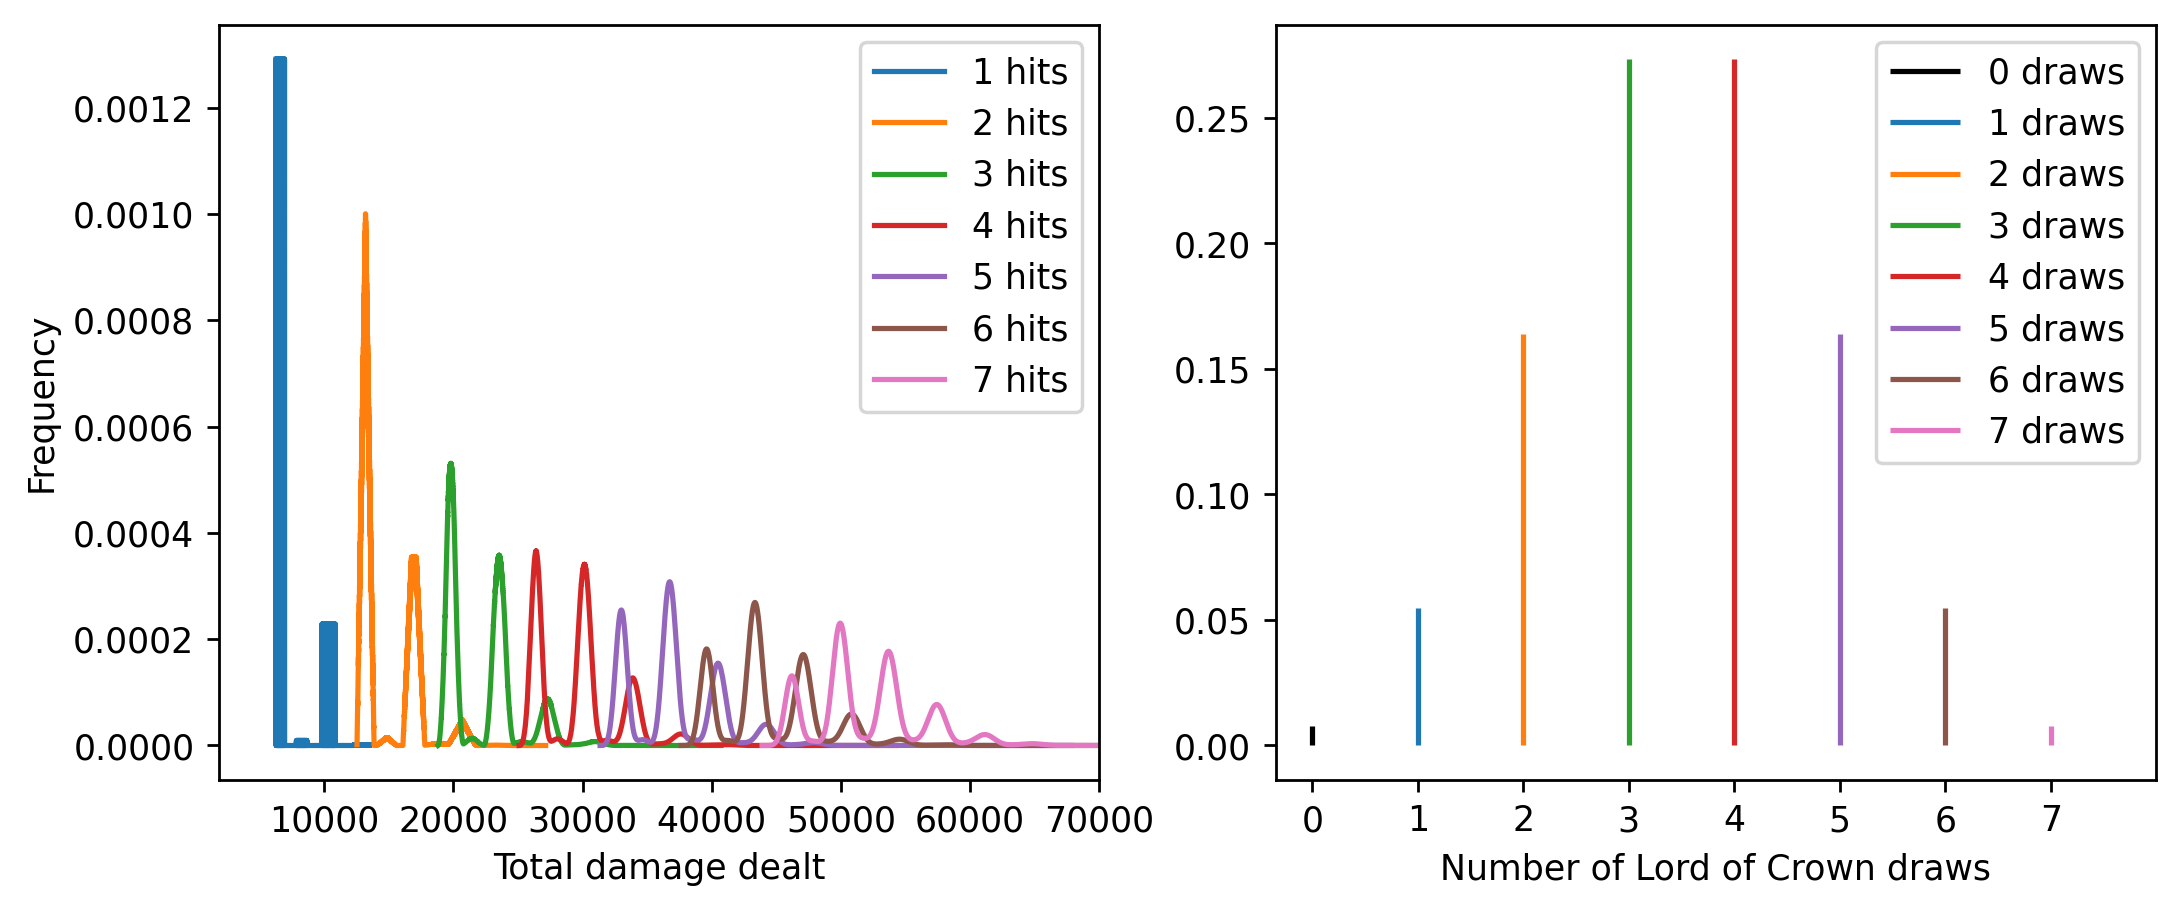 Frequency
0.0012
0.0010
0.0008
0.0006
0.0004
0.0002
0.0000
10000 20000 30000 40000 50000 60000 70000
Total damage dealt
1 hits
2 hits
3 hits
4 hits
5 hits
6 hits
7 hits
0.25
0.20
0.15
0.10
0.05
0.00
0 1 2 3 4 5 6 7
Number of Lord of Crown draws
0 draws
1 draws
2 draws
3 draws
4 draws
5 draws
6 draws
7 draws